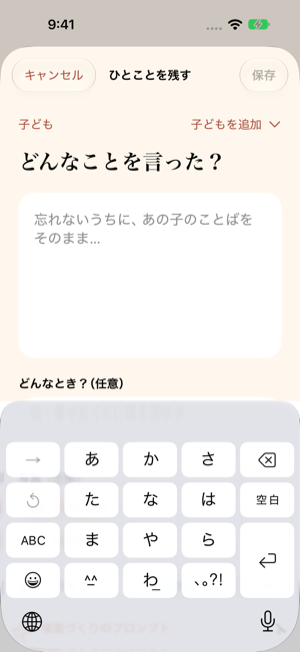 9:41
キャンセル
ひとことを残す
保存
子ども
子どもを追加
どんなことを言った？
忘れないうちに、あの子のことばを
そのまま...
どんなとき？(任意)
→ あ か さ
た な は 空白
ABC ま や ら
^^ わ_ 、。?!